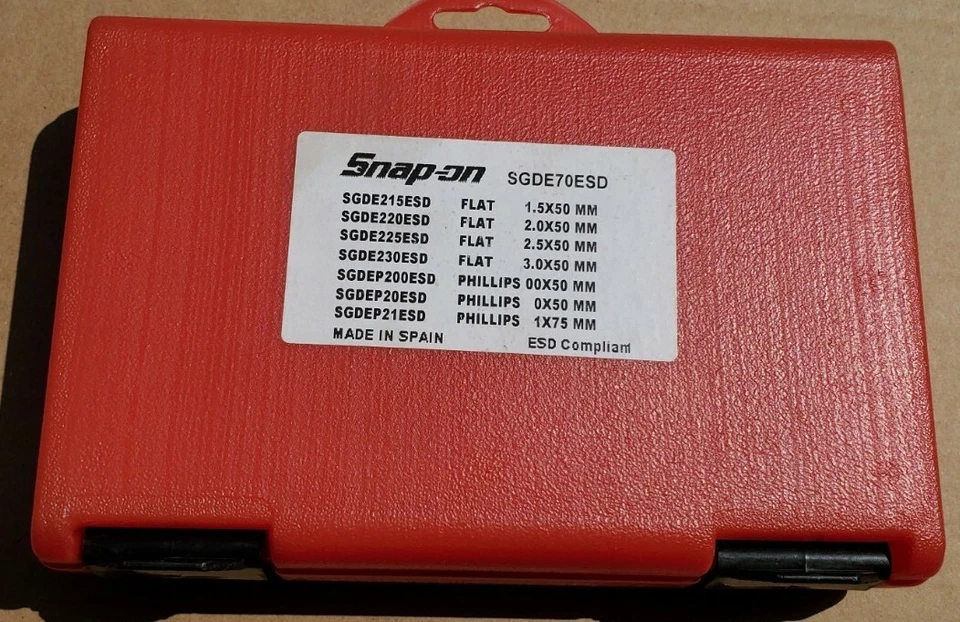 Snap-on SGDE70ESD
SGDE215ESD FLAT 1.5X50 MM
SGDE220ESD FLAT 2.0X50 MM
SGDE225ESD FLAT 2.5X50 MM
SGDE230ESD FLAT 3.0X50 MM
SGDEP200ESD PHILLIPS 00X50 MM
SGDEP20ESD PHILLIPS 0X50 MM
SGDEP21ESD PHILLIPS 1X75 MM
MADE IN SPAIN ESD Compliant